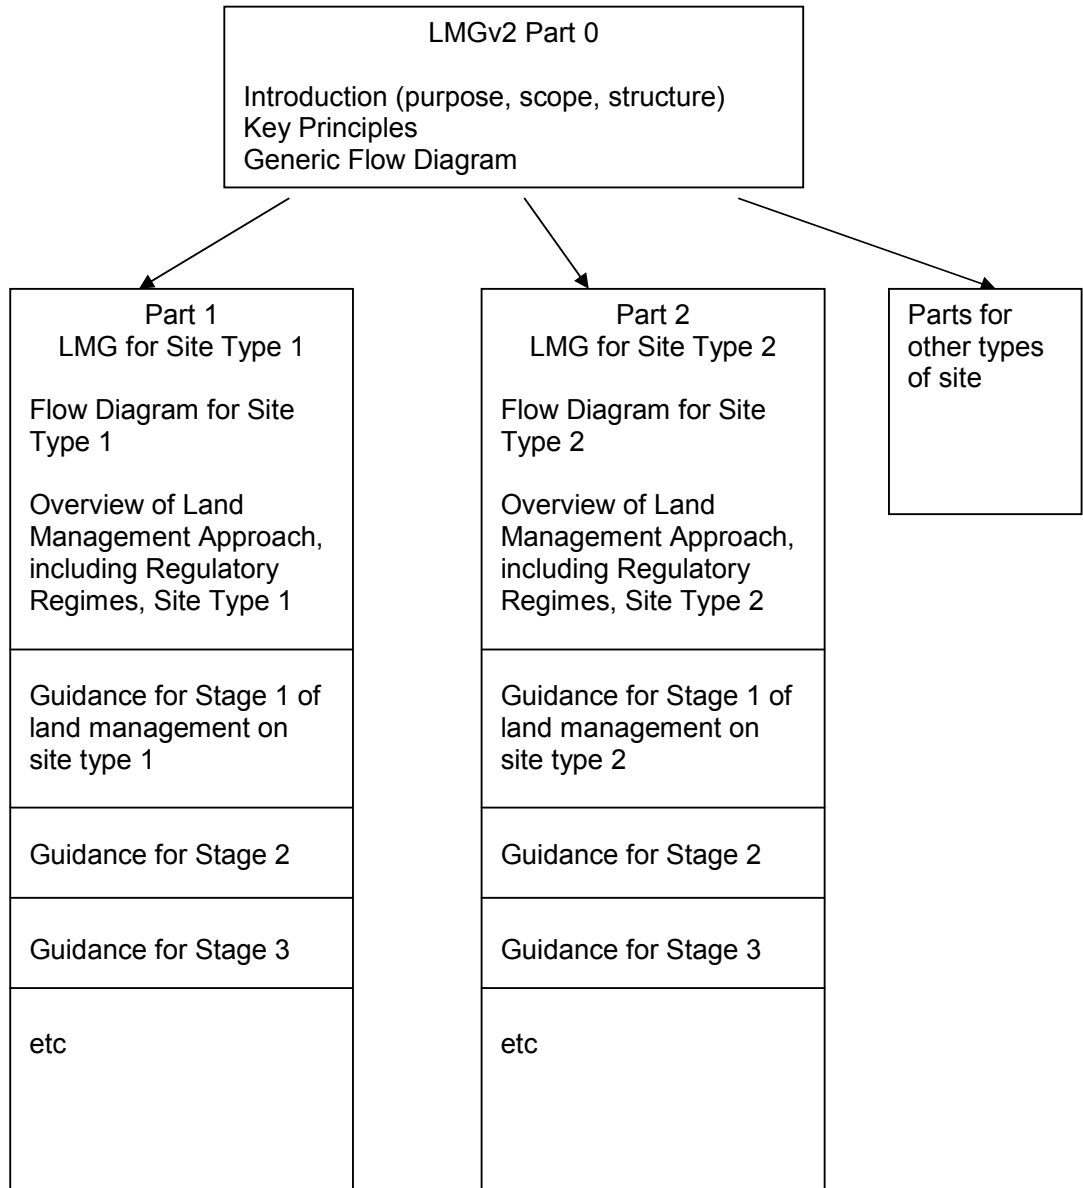 LMGv2 Part 0
Introduction (purpose, scope, structure)
Key Principles
Generic Flow Diagram
Part 1
LMG for Site Type 1
Flow Diagram for Site
Type 1
Overview of Land
Management Approach,
including Regulatory
Regimes, Site Type 1
Guidance for Stage 1 of
land management on
site type 1
Guidance for Stage 2
Guidance for Stage 3
etc
Part 2
LMG for Site Type 2
Flow Diagram for Site
Type 2
Overview of Land
Management Approach,
including Regulatory
Regimes, Site Type 2
Guidance for Stage 1 of
land management on
site type 2
Guidance for Stage 2
Guidance for Stage 3
etc
Parts for
other types
of site